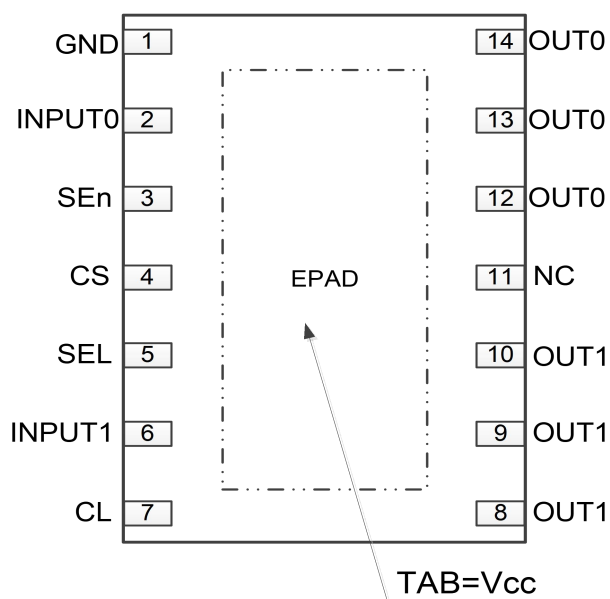 GND 1 14 OUT0
INPUT0 2 13 OUT0
SEn 3 12 OUT0
CS 4 EPAD 11 NC
SEL 5 10 OUT1
INPUT1 6 9 OUT1
CL 7 8 OUT1
TAB=Vcc